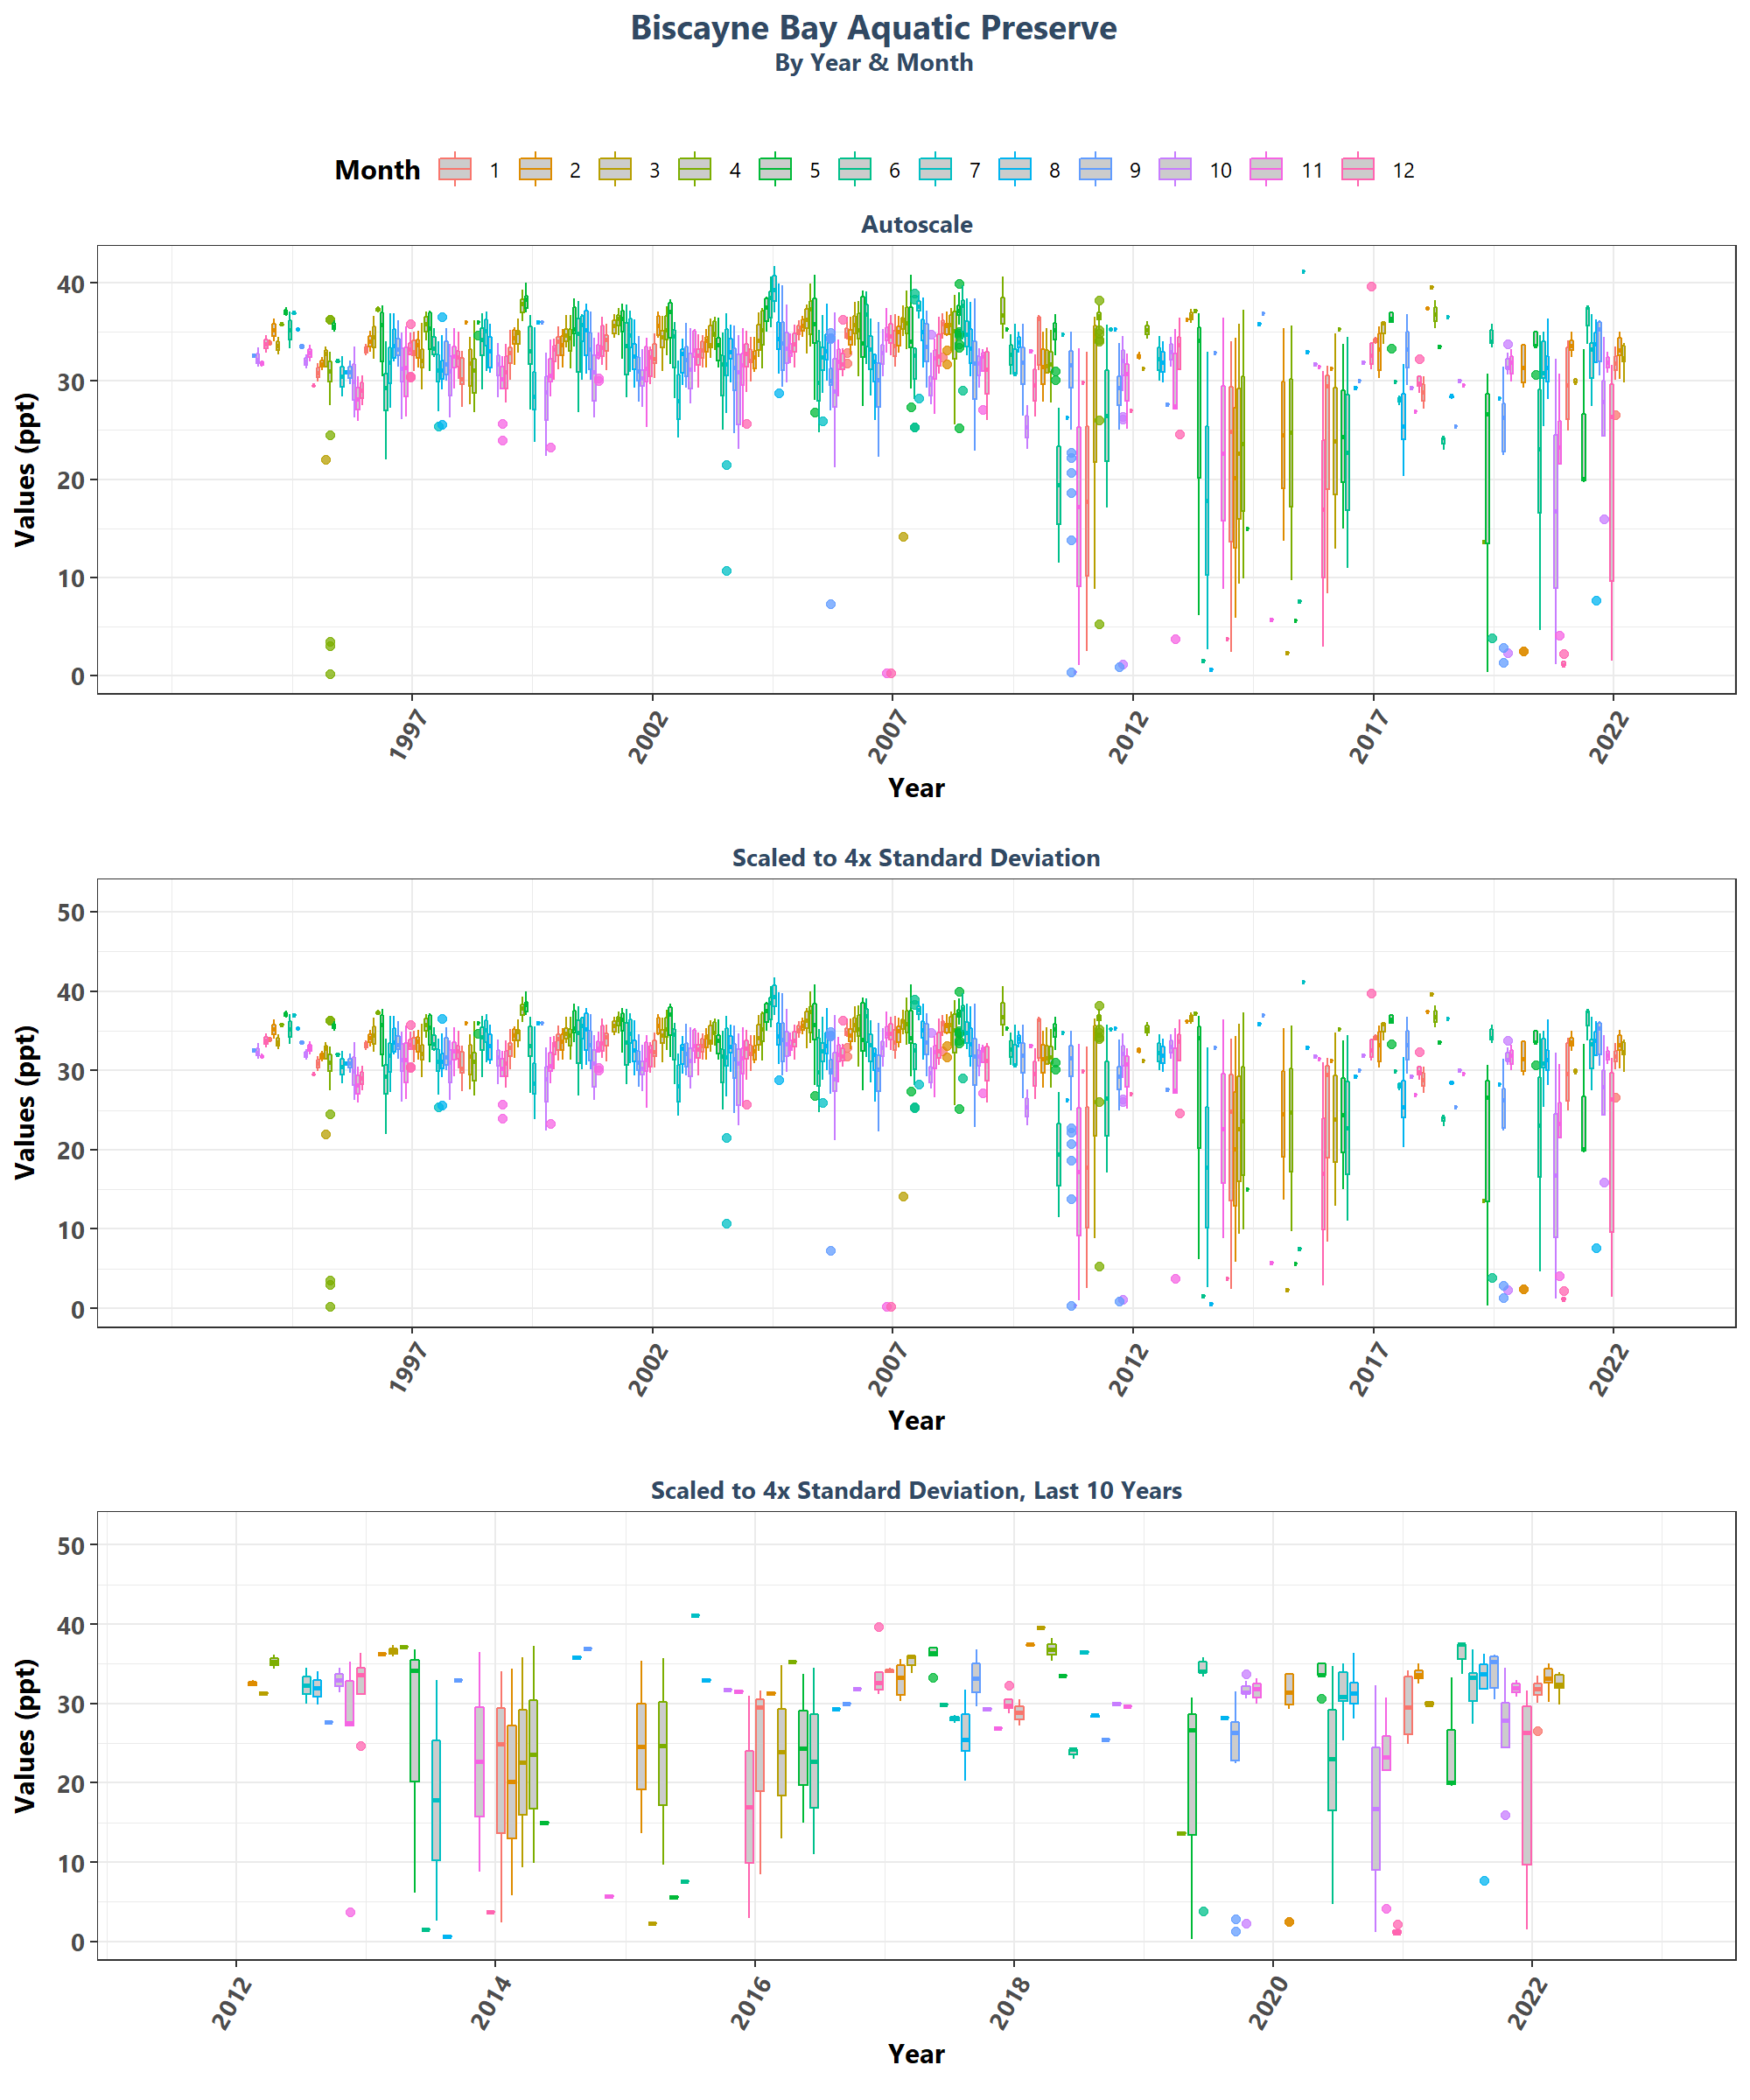 Biscayne Bay Aquatic Preserve
By Year & Month
Month 1 2 3 4 5 6 7 8 9 10 11 12
Autoscale
Values (ppt)
40
30
20
10
0
1997 2002 2007 2012 2017 2022
Year
Scaled to 4x Standard Deviation
Values (ppt)
50
40
30
20
10
0
1997 2002 2007 2012 2017 2022
Year
Scaled to 4x Standard Deviation, Last 10 Years
Values (ppt)
50
40
30
20
10
0
2012 2014 2016 2018 2020 2022
Year